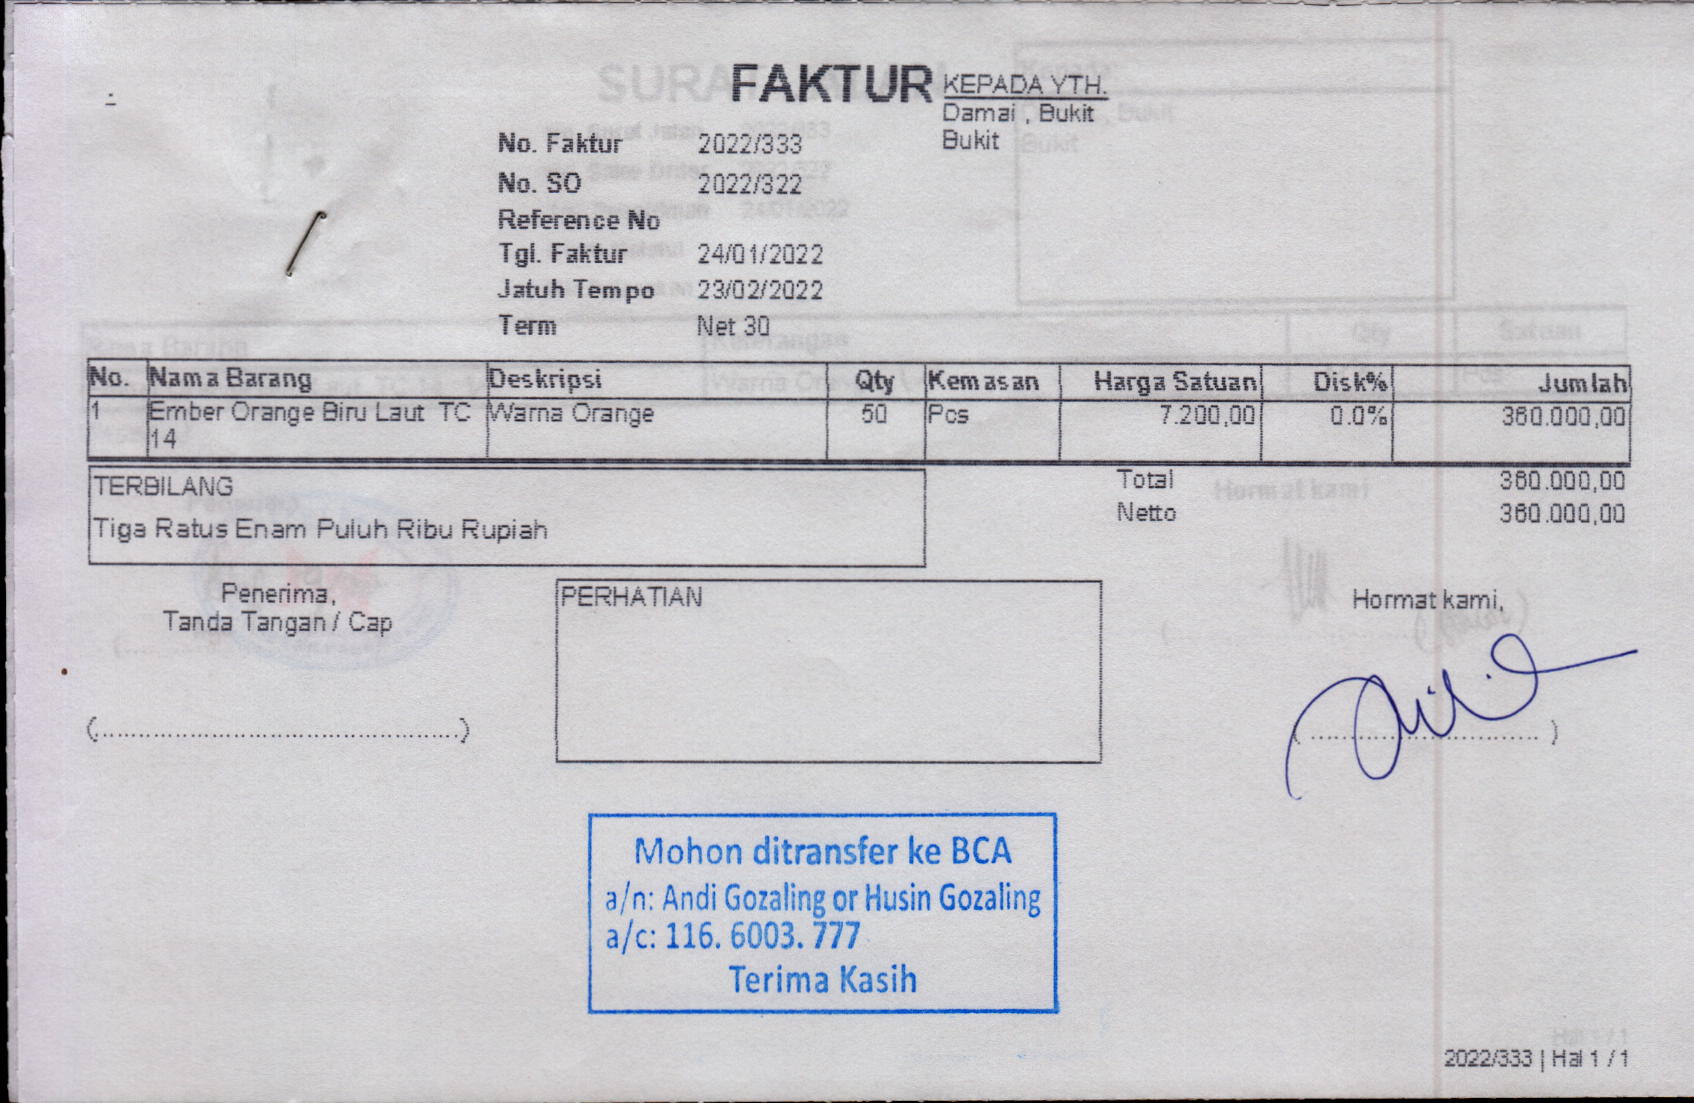 FAKTUR
KEPADA YTH.
Damai , Bukit
Bukit
No. Faktur 2022/333
No. SO 2022/322
Reference No
Tgl. Faktur 24/01/2022
Jatuh Tempo 23/02/2022
Term Net 30
No. Nama Barang Deskripsi Qty Kemasan Harga Satuan Disk% Jumlah
1 Ember Orange Biru Laut TC Warna Orange 50 Pcs 7.200,00 0.0% 360.000,00
14
TERBILANG
Tiga Ratus Enam Puluh Ribu Rupiah
Total 360.000,00
Netto 360.000,00
Penerima,
Tanda Tangan / Cap
(................................................)
PERHATIAN
Hormat kami,
( .............................. )
Mohon ditransfer ke BCA
a/n: Andi Gozaling or Husin Gozaling
a/c: 116. 6003. 777
Terima Kasih
2022/333 | Hal 1 / 1